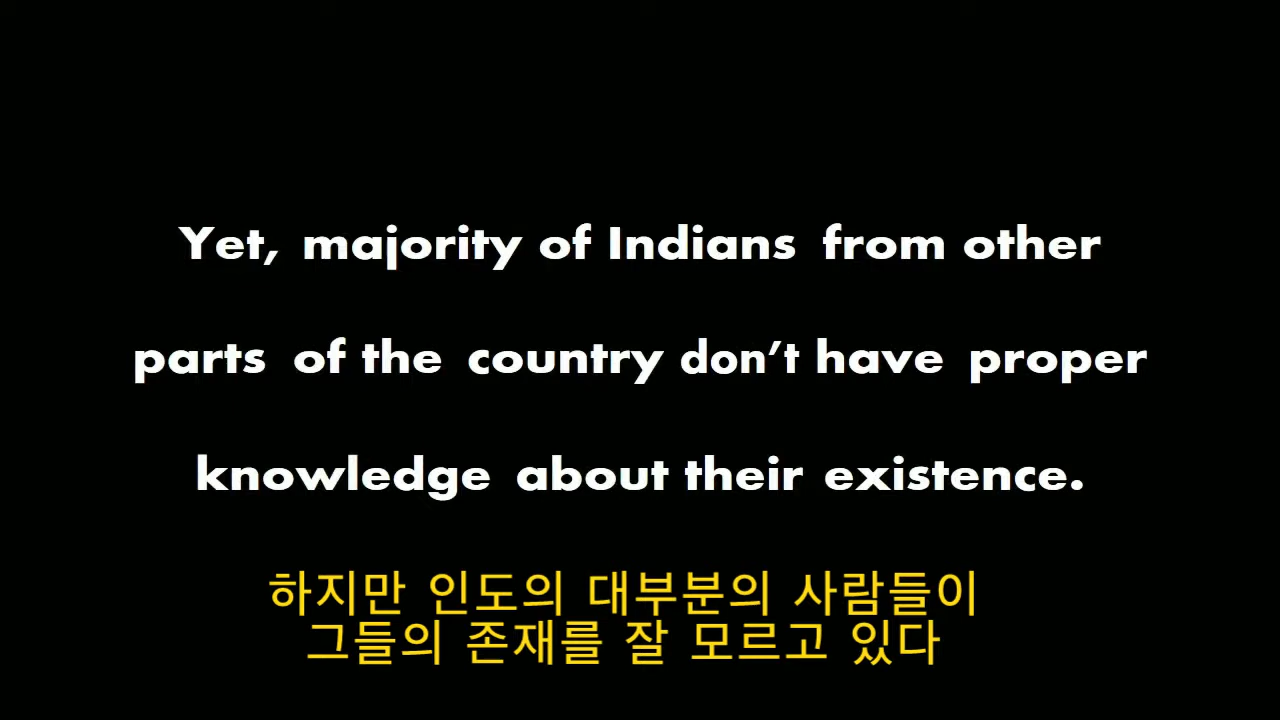 Yet, majority of Indians from other
parts of the country don’t have proper
knowledge about their existence.
하지만 인도의 대부분의 사람들이
그들의 존재를 잘 모르고 있다